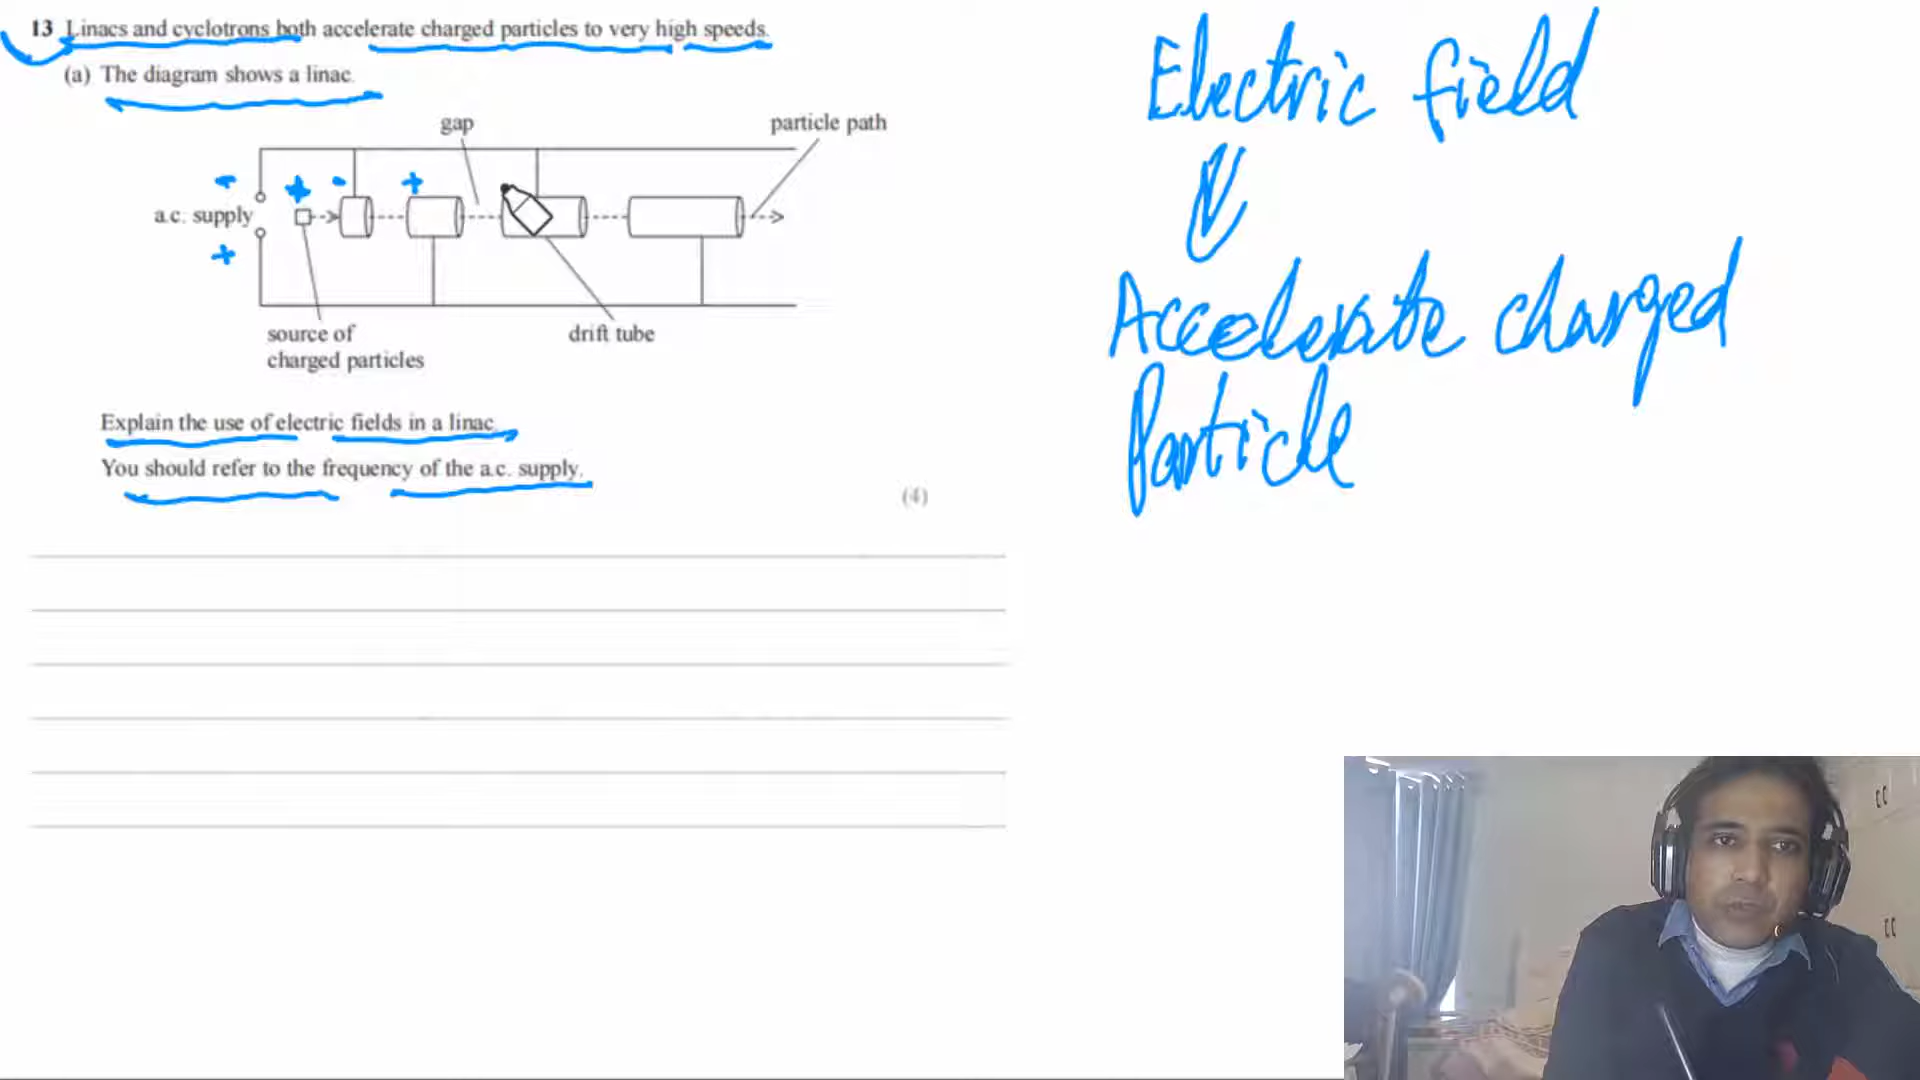 13 Linacs and cyclotrons both accelerate charged particles to very high speeds.
(a) The diagram shows a linac.
gap
particle path
- + - +
a.c. supply
+
source of
charged particles
drift tube
Explain the use of electric fields in a linac.
You should refer to the frequency of the a.c. supply.
(4)
Electric field
Accelerate charged
Particle